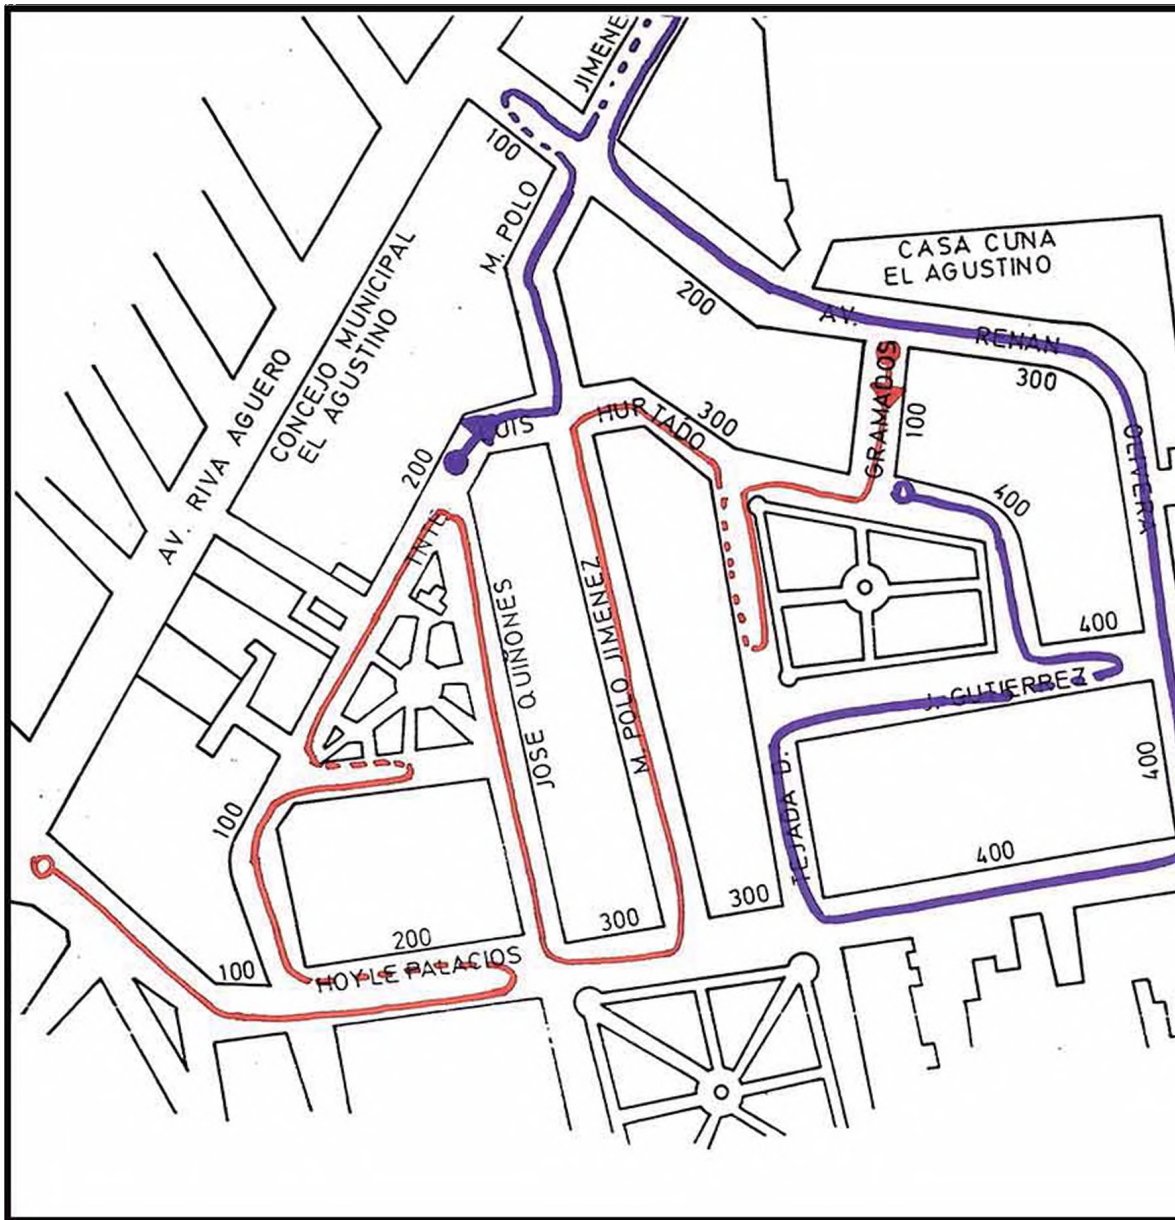 JIMENE
100
M. POLO
CASA CUNA
EL AGUSTINO
200
AV.
RENAN
300
CONCEJO MUNICIPAL
EL AGUSTINO
AV. RIVA AGUERO
LUIS
HURTADO
300
GRAMADOS
100
200
400
INTE
JOSE QUIÑONES
M. POLO JIMENEZ
400
J. GUTIERREZ
TEJADA D.
400
100
400
300
300
200
HOYLE PALACIOS
100